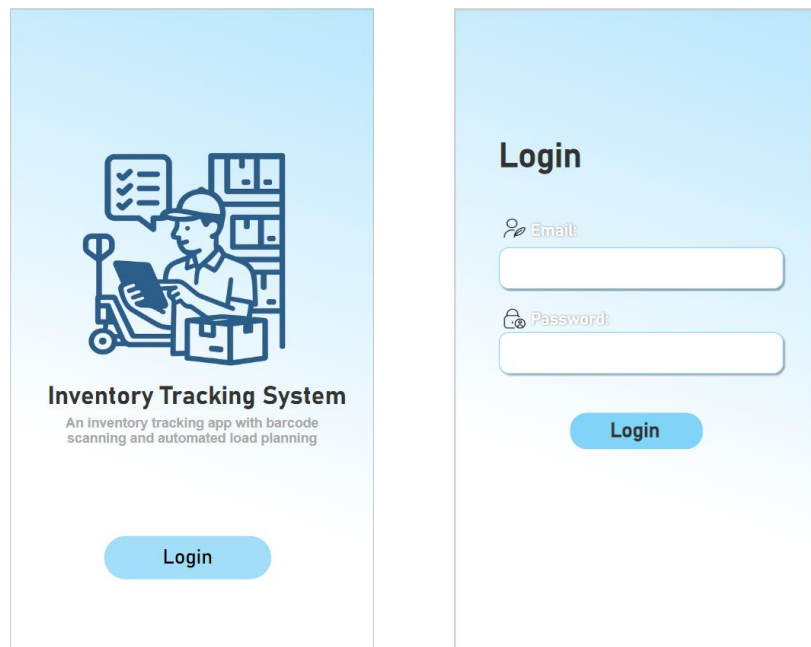 Inventory Tracking System
An inventory tracking app with barcode
scanning and automated load planning
Login
Login
Email:
Password:
Login